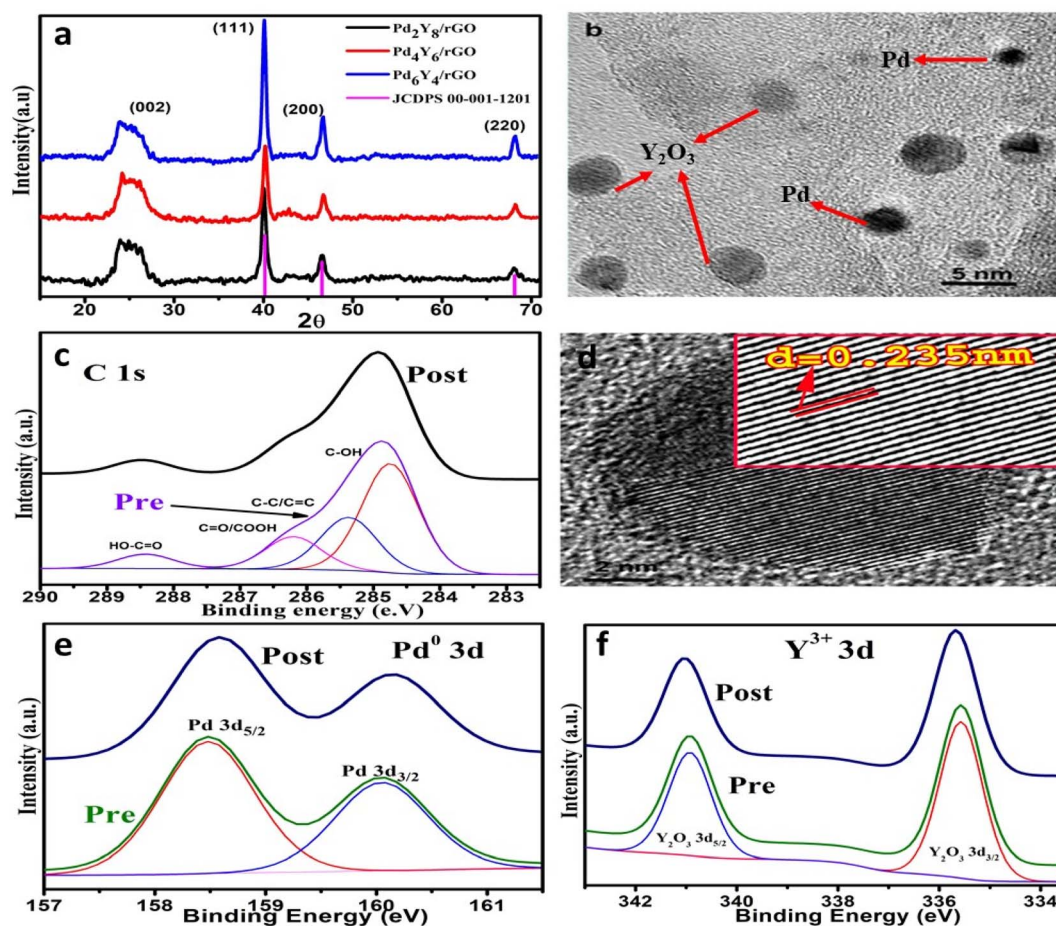 a
Pd₂Y₈/rGO
Pd₄Y₆/rGO
Pd₆Y₄/rGO
JCDPS 00-001-1201
(111)
(002)
(200)
(220)
Intensity(a.u)
20 30 40 50 60 70
2θ
b
Pd
Y₂O₃
Pd
5 nm
c
C 1s
Post
C-OH
C-C/C=C
Pre
C=O/COOH
HO-C=O
Intensity (a.u.)
290 289 288 287 286 285 284 283
Binding energy (e.V)
d
d=0.235nm
2 nm
e
Post
Pd⁰ 3d
Pd 3d₅/₂
Pd 3d₃/₂
Pre
Intensity (a.u.)
157 158 159 160 161
Binding Energy (eV)
f
Y³⁺ 3d
Post
Pre
Y₂O₃ 3d₅/₂
Y₂O₃ 3d₃/₂
Intensity (a.u.)
342 340 338 336 334
Binding Energy (eV)